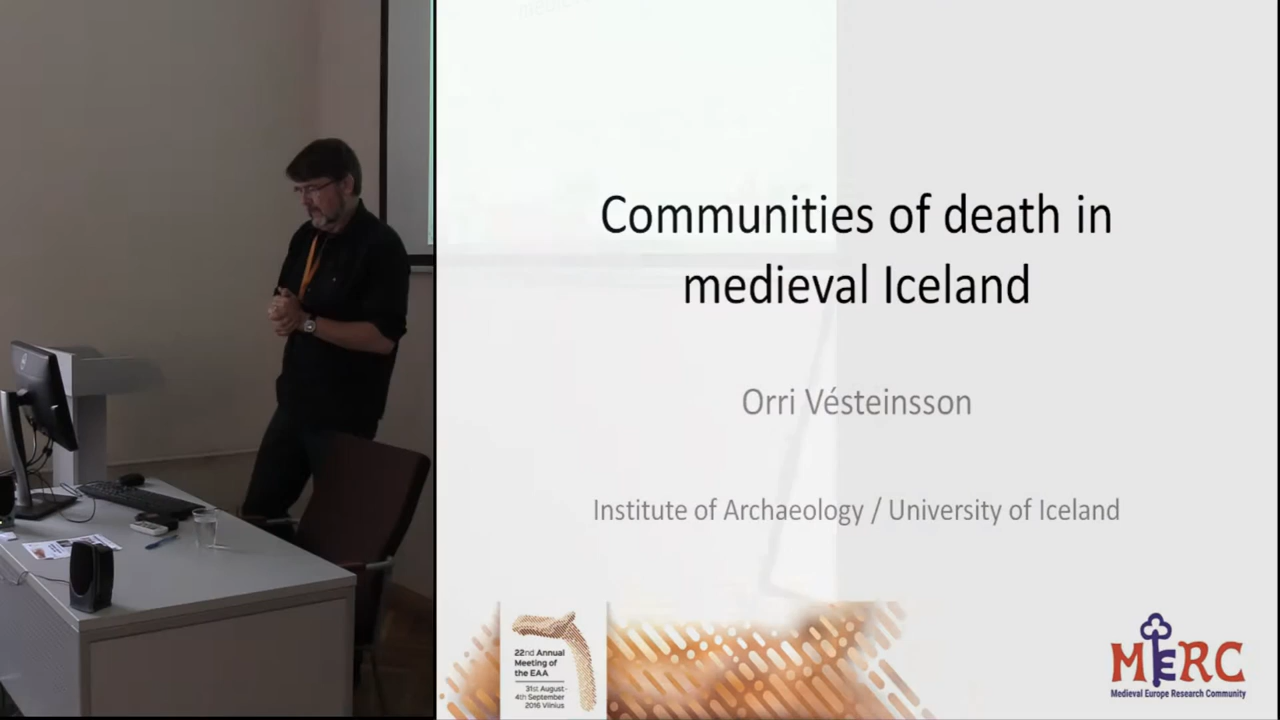 Communities of death in
medieval Iceland
Orri Vésteinsson
Institute of Archaeology / University of Iceland
22nd Annual
Meeting of
the EAA
31st August-
4th September
2016 Vilnius
MERC
Medieval Europe Research Community